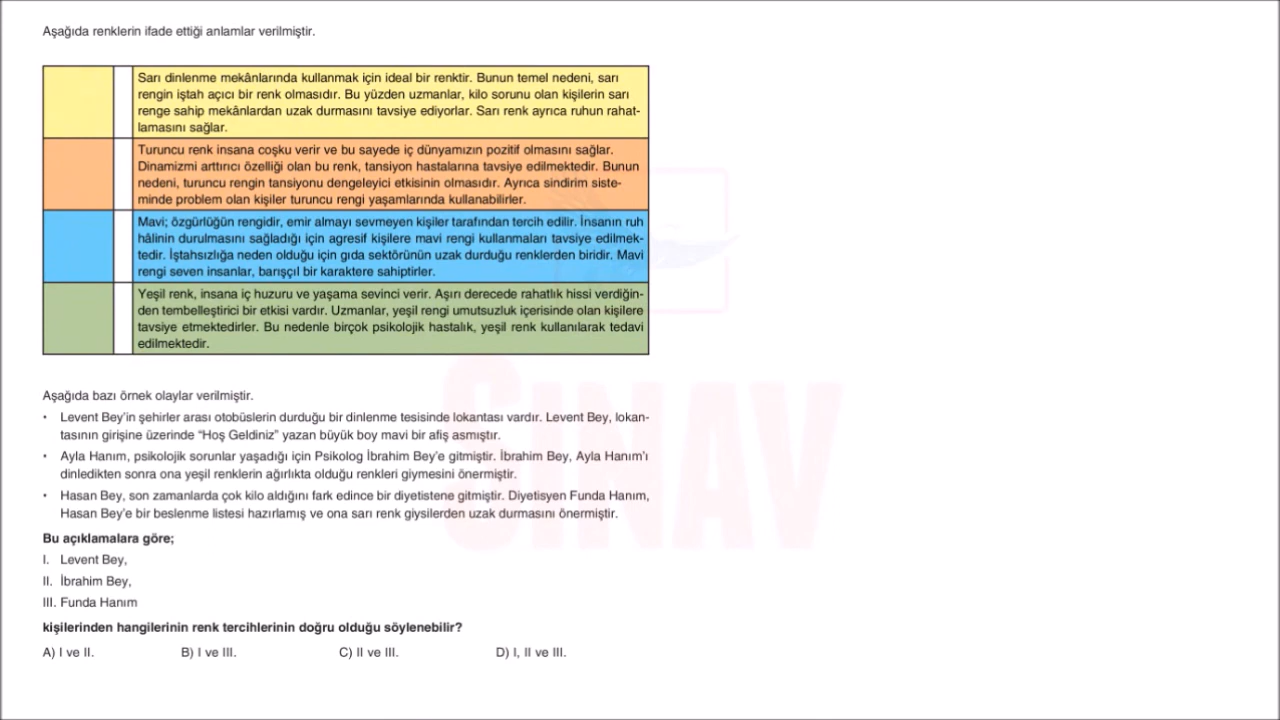 Aşağıda renklerin ifade ettiği anlamlar verilmiştir.
Sarı dinlenme mekânlarında kullanmak için ideal bir renktir. Bunun temel nedeni, sarı
rengin iştah açıcı bir renk olmasıdır. Bu yüzden uzmanlar, kilo sorunu olan kişilerin sarı
renge sahip mekânlardan uzak durmasını tavsiye ediyorlar. Sarı renk ayrıca ruhun rahat-
lamasını sağlar.
Turuncu renk insana coşku verir ve bu sayede iç dünyamızın pozitif olmasını sağlar.
Dinamizmi arttırıcı özelliği olan bu renk, tansiyon hastalarına tavsiye edilmektedir. Bunun
nedeni, turuncu rengin tansiyonu dengeleyici etkisinin olmasıdır. Ayrıca sindirim siste-
minde problem olan kişiler turuncu rengi yaşamlarında kullanabilirler.
Mavi; özgürlüğün rengidir, emir almayı sevmeyen kişiler tarafından tercih edilir. İnsanın ruh
hâlinin durulmasını sağladığı için agresif kişilere mavi rengi kullanmaları tavsiye edilmek-
tedir. İştahsızlığa neden olduğu için gıda sektörünün uzak durduğu renklerden biridir. Mavi
rengi seven insanlar, barışçıl bir karaktere sahiptirler.
Yeşil renk, insana iç huzuru ve yaşama sevinci verir. Aşırı derecede rahatlık hissi verdiğin-
den tembelleştirici bir etkisi vardır. Uzmanlar, yeşil rengi umutsuzluk içerisinde olan kişilere
tavsiye etmektedirler. Bu nedenle birçok psikolojik hastalık, yeşil renk kullanılarak tedavi
edilmektedir.
Aşağıda bazı örnek olaylar verilmiştir.
• Levent Bey'in şehirler arası otobüslerin durduğu bir dinlenme tesisinde lokantası vardır. Levent Bey, lokan-
tasının girişine üzerinde “Hoş Geldiniz” yazan büyük boy mavi bir afiş asmıştır.
• Ayla Hanım, psikolojik sorunlar yaşadığı için Psikolog İbrahim Bey'e gitmiştir. İbrahim Bey, Ayla Hanım'ı
dinledikten sonra ona yeşil renklerin ağırlıkta olduğu renkleri giymesini önermiştir.
• Hasan Bey, son zamanlarda çok kilo aldığını fark edince bir diyetistene gitmiştir. Diyetisyen Funda Hanım,
Hasan Bey'e bir beslenme listesi hazırlamış ve ona sarı renk giysilerden uzak durmasını önermiştir.
Bu açıklamalara göre;
I. Levent Bey,
II. İbrahim Bey,
III. Funda Hanım
kişilerinden hangilerinin renk tercihlerinin doğru olduğu söylenebilir?
A) I ve II. B) I ve III. C) II ve III. D) I, II ve III.
SINAV